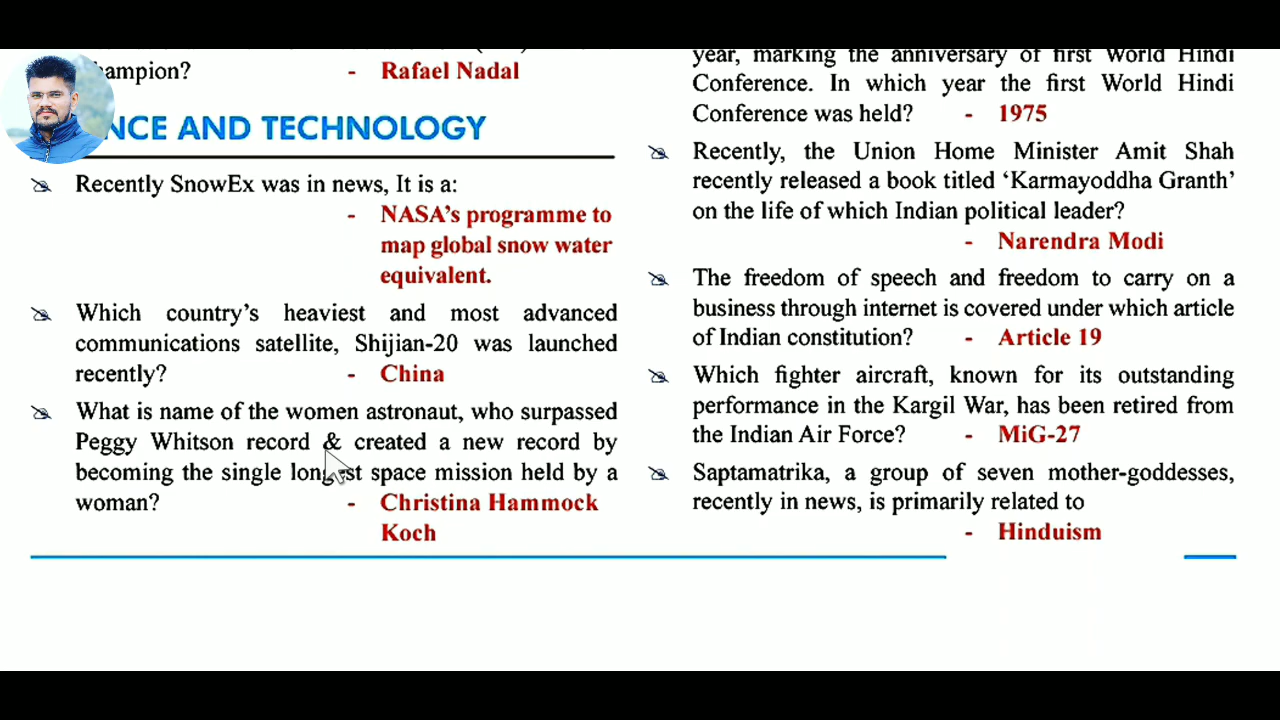 hampion? - Rafael Nadal
NCE AND TECHNOLOGY
Recently SnowEx was in news, It is a:
- NASA's programme to
map global snow water
equivalent.
Which country's heaviest and most advanced
communications satellite, Shijian-20 was launched
recently? - China
What is name of the women astronaut, who surpassed
Peggy Whitson record & created a new record by
becoming the single longest space mission held by a
woman? - Christina Hammock
Koch
year, marking the anniversary of first World Hindi
Conference. In which year the first World Hindi
Conference was held? - 1975
Recently, the Union Home Minister Amit Shah
recently released a book titled ‘Karmayoddha Granth’
on the life of which Indian political leader?
- Narendra Modi
The freedom of speech and freedom to carry on a
business through internet is covered under which article
of Indian constitution? - Article 19
Which fighter aircraft, known for its outstanding
performance in the Kargil War, has been retired from
the Indian Air Force? - MiG-27
Saptamatrika, a group of seven mother-goddesses,
recently in news, is primarily related to
- Hinduism